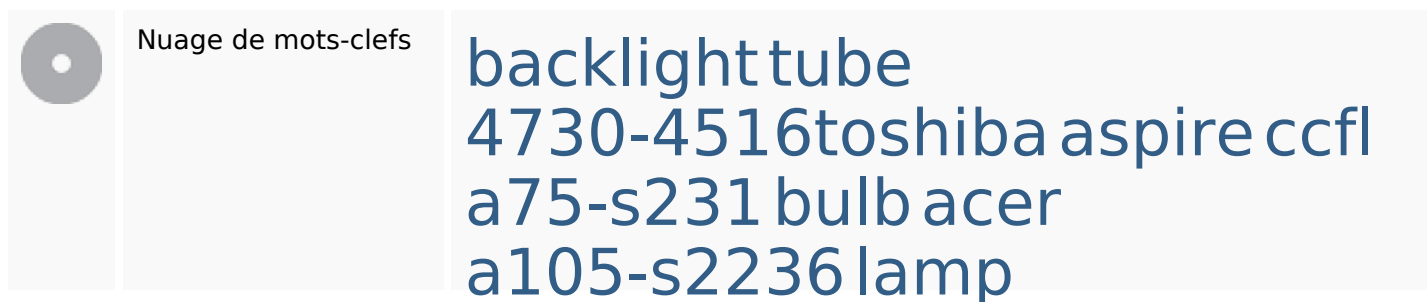 Nuage de mots-clefs
backlight tube
4730-4516 toshiba aspire ccfl
a75-s231 bulb acer
a105-s2236 lamp